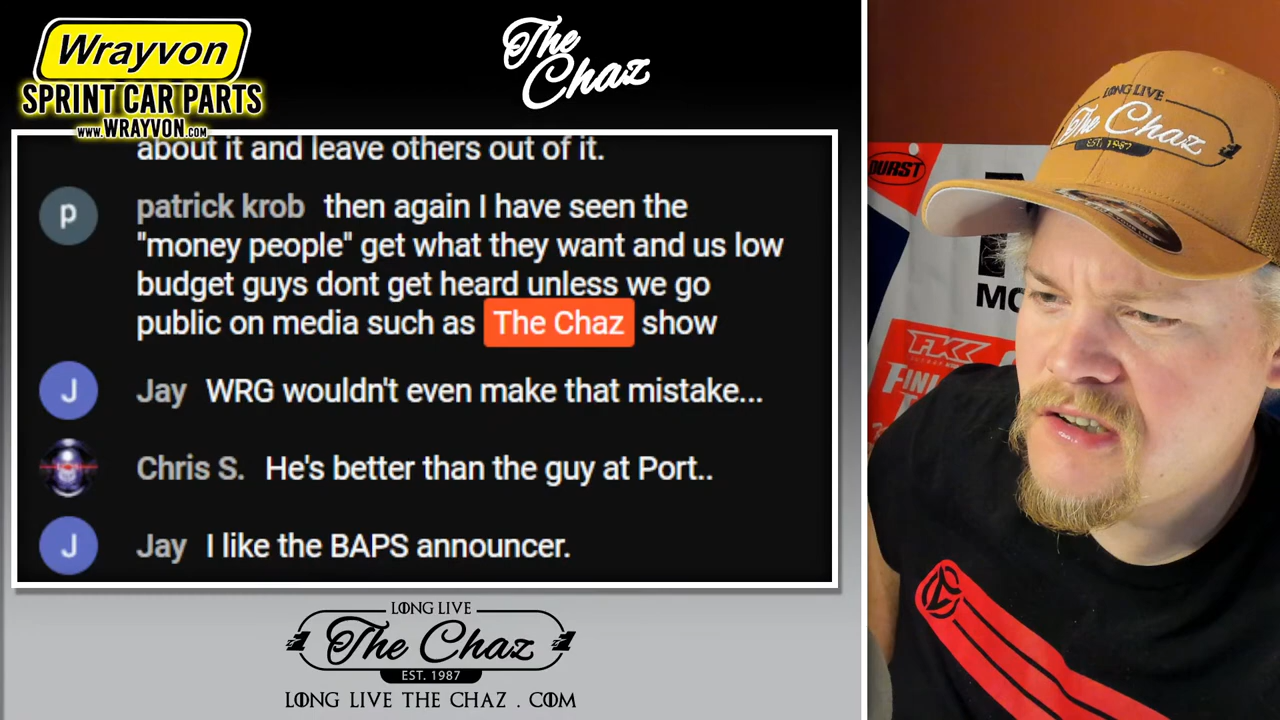 Wrayvon
SPRINT CAR PARTS
www.WRAYVON.com
The
Chaz
about it and leave others out of it.
p
patrick krob then again I have seen the
"money people" get what they want and us low
budget guys dont get heard unless we go
public on media such as The Chaz show
J
Jay WRG wouldn't even make that mistake...
Chris S. He's better than the guy at Port..
J
Jay I like the BAPS announcer.
LONG LIVE
The Chaz
EST. 1987
LONG LIVE THE CHAZ . COM
LONG LIVE
The Chaz
EST. 1987
DURST
FK